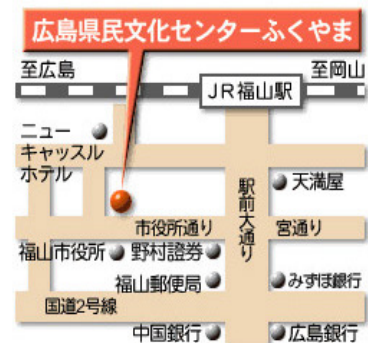 広島県民文化センターふくやま
至広島
至岡山
JR福山駅
ニュー
キャッスル
ホテル
駅前大通り
天満屋
市役所通り
宮通り
福山市役所
野村證券
福山郵便局
みずほ銀行
国道2号線
中国銀行
広島銀行